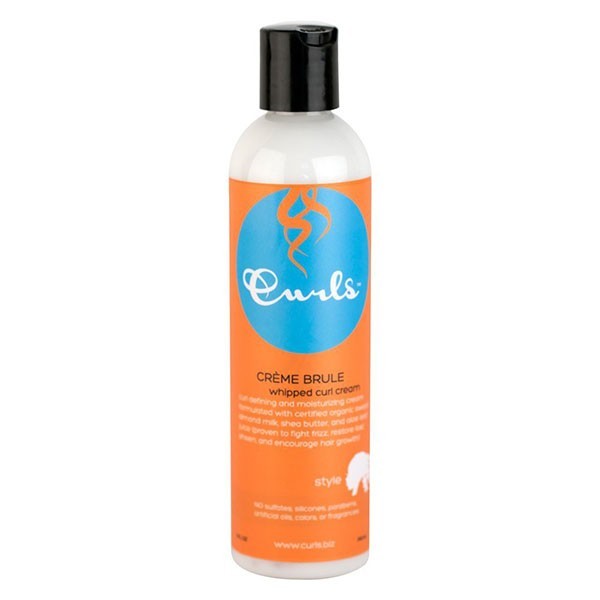 Curls
CRÈME BRULE
whipped curl cream
curl defining and moisturizing cream
formulated with certified organic sweet
almond milk, shea butter, and aloe leaf
juice proven to fight frizz, restore lost
sheen, and encourage hair growth!
style
NO sulfates, silicones, parabens,
artificial oils, colors, or fragrances
www.curls.biz